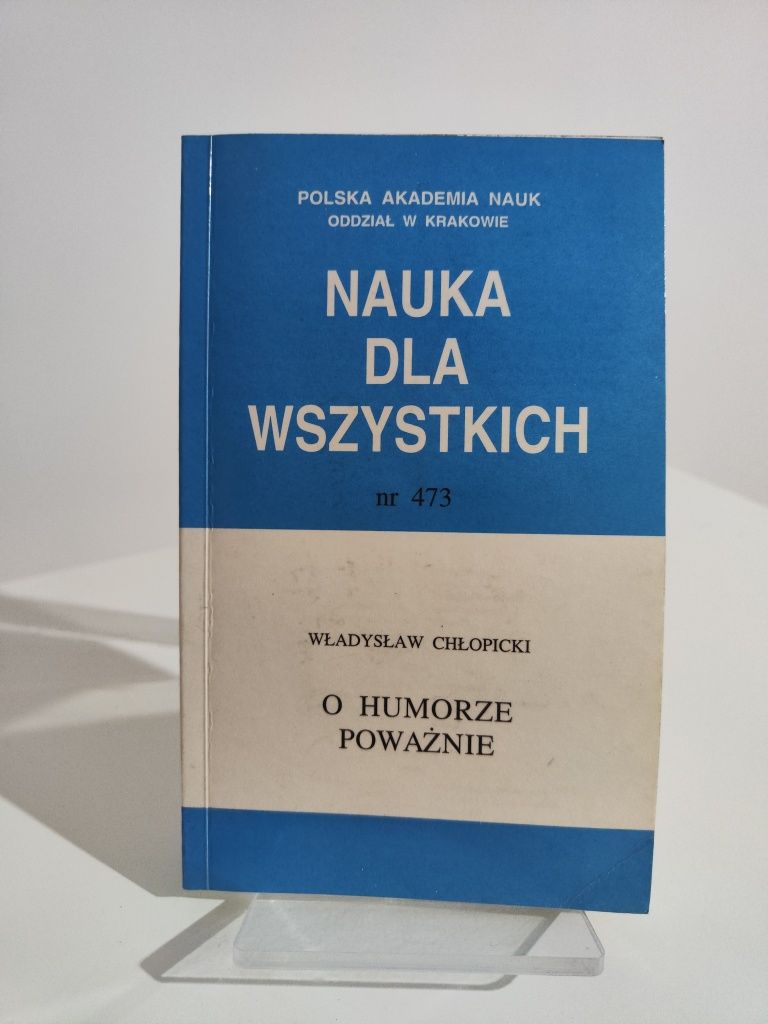 POLSKA AKADEMIA NAUK
ODDZIAŁ W KRAKOWIE
NAUKA
DLA
WSZYSTKICH
nr 473
WŁADYSŁAW CHŁOPICKI
O HUMORZE
POWAŻNIE